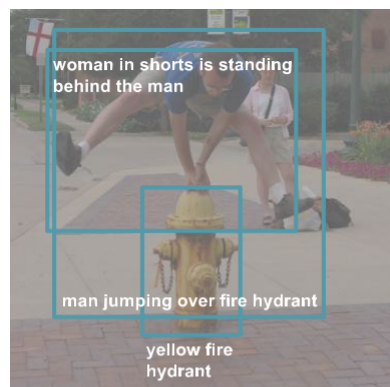 woman in shorts is standing
behind the man
man jumping over fire hydrant
yellow fire
hydrant